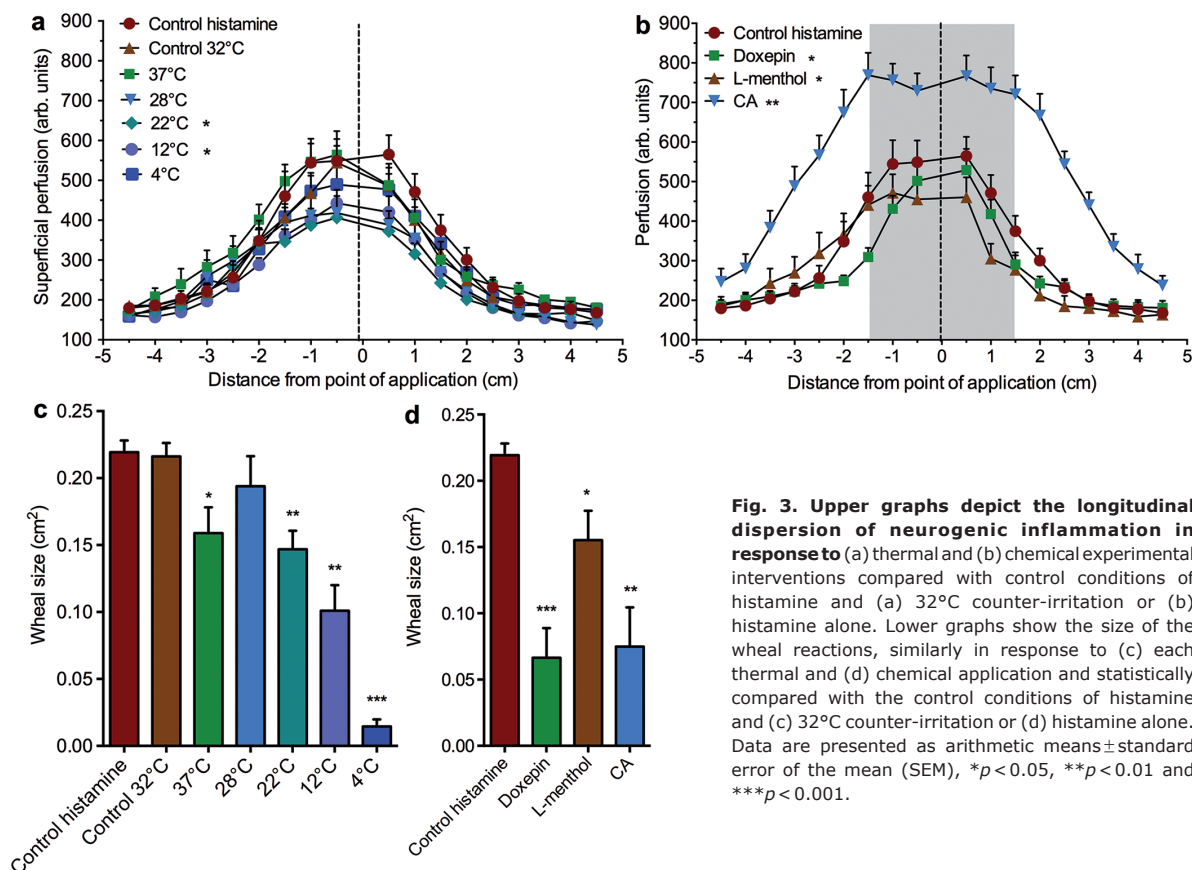 a
Control histamine
Control 32°C
37°C
28°C
22°C *
12°C *
4°C
Superficial perfusion (arb. units)
900
800
700
600
500
400
300
200
100
-5 -4 -3 -2 -1 0 1 2 3 4 5
Distance from point of application (cm)
b
Control histamine
Doxepin *
L-menthol *
CA **
Perfusion (arb. units)
900
800
700
600
500
400
300
200
100
-5 -4 -3 -2 -1 0 1 2 3 4 5
Distance from point of application (cm)
c
Wheal size (cm²)
0.25
0.20
0.15
0.10
0.05
0.00
*
**
**
***
Control histamine
Control 32°C
37°C
28°C
22°C
12°C
4°C
d
Wheal size (cm²)
0.25
0.20
0.15
0.10
0.05
0.00
***
*
**
Control histamine
Doxepin
L-menthol
CA
Fig. 3. Upper graphs depict the longitudinal
dispersion of neurogenic inflammation in
response to (a) thermal and (b) chemical experimental
interventions compared with control conditions of
histamine and (a) 32°C counter-irritation or (b)
histamine alone. Lower graphs show the size of the
wheal reactions, similarly in response to (c) each
thermal and (d) chemical application and statistically
compared with the control conditions of histamine
and (c) 32°C counter-irritation or (d) histamine alone.
Data are presented as arithmetic means ± standard
error of the mean (SEM), *p < 0.05, **p < 0.01 and
***p < 0.001.